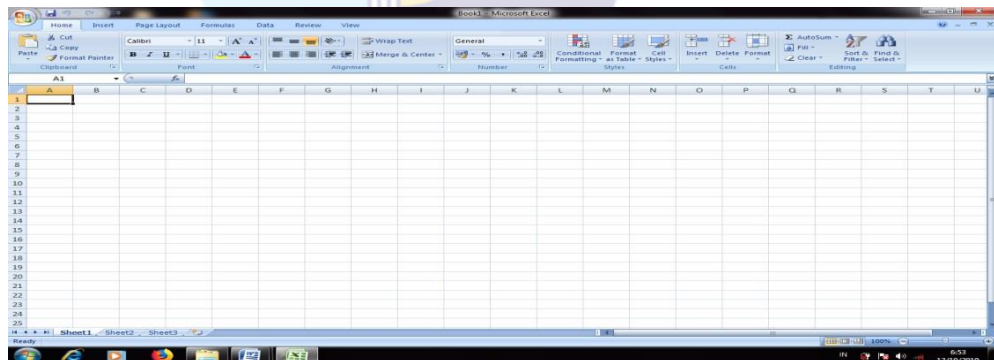 Book1 - Microsoft Excel
Home Insert Page Layout Formulas Data Review View
Paste
Cut
Copy
Format Painter
Clipboard
Calibri 11
Font
Wrap Text
Merge & Center
Alignment
General
Number
Conditional Formatting
Format as Table
Cell Styles
Styles
Insert Delete Format
Cells
AutoSum
Fill
Clear
Sort & Filter
Find & Select
Editing
A1 fx
A B C D E F G H I J K L M N O P Q R S T U
1
2
3
4
5
6
7
8
9
10
11
12
13
14
15
16
17
18
19
20
21
22
23
24
25
Sheet1 Sheet2 Sheet3
Ready 100%
IN 6:53